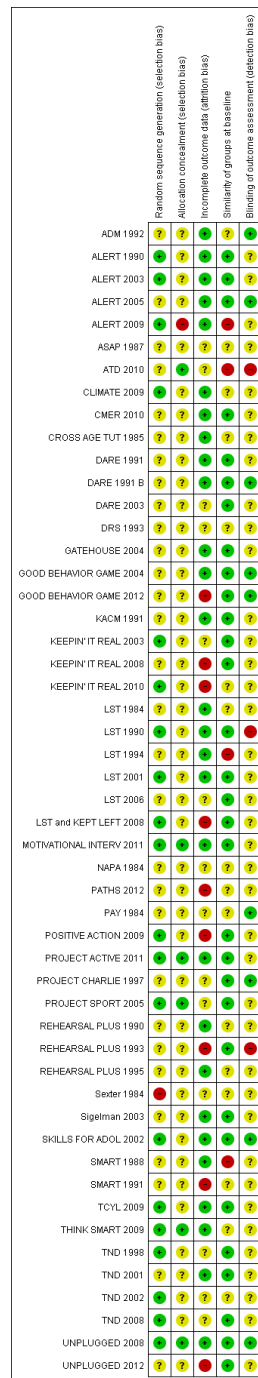 Random sequence generation (selection bias)
Allocation concealment (selection bias)
Incomplete outcome data (attrition bias)
Similarity of groups at baseline
Blinding of outcome assessment (detection bias)
ADM 1992 ? ? + ? +
ALERT 1990 + ? + + ?
ALERT 2003 + ? + + ?
ALERT 2005 ? ? + + +
ALERT 2009 + - + - ?
ASAP 1987 ? ? ? ? ?
ATD 2010 ? + ? - -
CLIMATE 2009 + ? + ? ?
CMER 2010 ? ? + + ?
CROSS AGE TUT 1985 ? ? + ? ?
DARE 1991 ? ? + + ?
DARE 1991 B ? ? + + +
DARE 2003 ? ? ? + ?
DRS 1993 ? ? ? ? ?
GATEHOUSE 2004 ? ? + + ?
GOOD BEHAVIOR GAME 2004 ? ? + + +
GOOD BEHAVIOR GAME 2012 ? ? - + +
KACM 1991 ? ? + + ?
KEEPIN' IT REAL 2003 + ? ? + ?
KEEPIN' IT REAL 2008 ? ? - + ?
KEEPIN' IT REAL 2010 + ? - ? ?
LST 1984 ? ? + ? ?
LST 1990 + ? + + -
LST 1994 ? ? + - ?
LST 2001 + ? + + ?
LST 2006 ? ? ? + ?
LST and KEPT LEFT 2008 + ? - + ?
MOTIVATIONAL INTERV 2011 + + + + ?
NAPA 1984 ? ? ? ? ?
PATHS 2012 ? ? - ? ?
PAY 1984 ? ? ? ? +
POSITIVE ACTION 2009 + ? - + ?
PROJECT ACTIVE 2011 + + + + ?
PROJECT CHARLIE 1997 ? ? ? + +
PROJECT SPORT 2005 + + ? + ?
REHEARSAL PLUS 1990 ? ? + ? ?
REHEARSAL PLUS 1993 ? ? - + -
REHEARSAL PLUS 1995 ? ? + ? ?
Sexter 1984 - ? ? ? ?
Sigelman 2003 ? ? + + ?
SKILLS FOR ADOL 2002 + ? + + +
SMART 1988 ? ? + - ?
SMART 1991 ? ? - ? ?
TCYL 2009 + ? + + ?
THINK SMART 2009 + + + ? ?
TND 1998 + ? ? + ?
TND 2001 ? ? + + ?
TND 2002 + ? ? ? ?
TND 2008 + ? ? + ?
UNPLUGGED 2008 + + + + +
UNPLUGGED 2012 ? ? - + ?